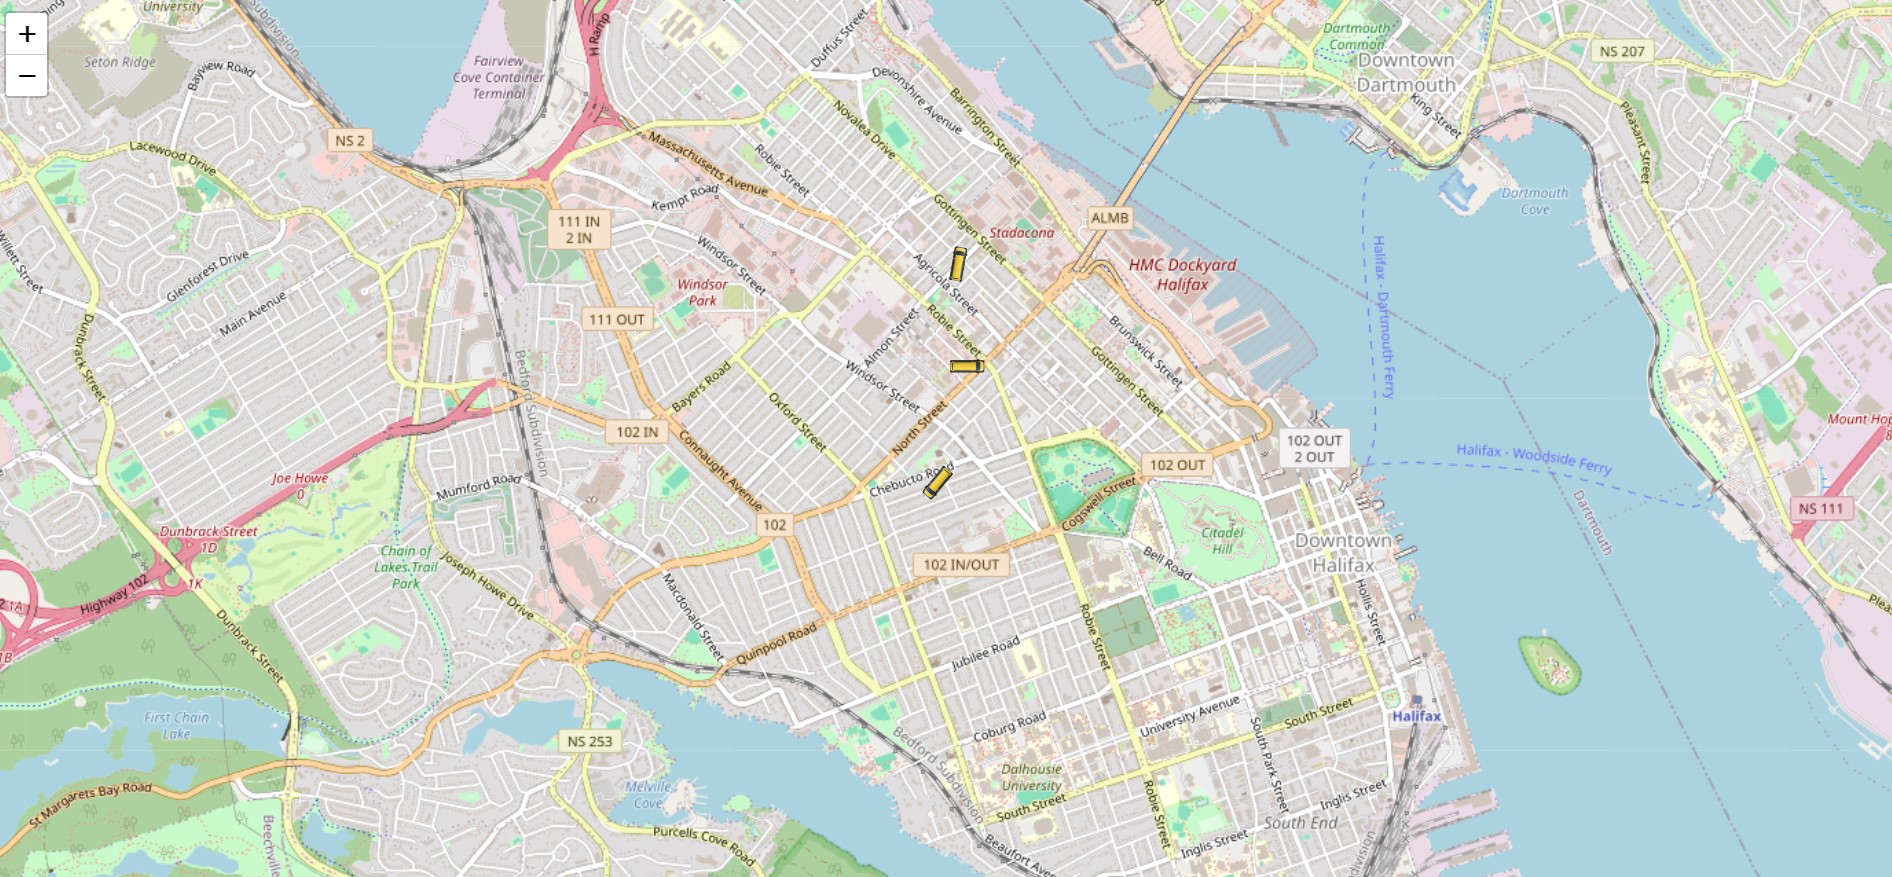 +
−
University
Seton Ridge
Bayview Road
Subdivision
Fairview
Cove Container
Terminal
H Ramp
Duffus Street
Devonshire Avenue
Barrington Street
Novalea Drive
Dartmouth
Common
Downtown
Dartmouth
King Street
NS 207
Pleasant Street
NS 2
Lacewood Drive
Massachusetts Avenue
Robie Street
Kempt Road
Gottingen Street
Stadacona
ALMB
Dartmouth
Cove
111 IN
2 IN
Willett Street
Glenforest Drive
Main Avenue
Windsor Street
Windsor
Park
Agricola Street
HMC Dockyard
Halifax
Halifax - Dartmouth Ferry
111 OUT
Dunbrack Street
Bedford Subdivision
Robie Street
Almon Street
Brunswick Street
Gottingen Street
Bayers Road
Windsor Street
Oxford Street
North Street
102 IN
Connaught Avenue
Chebucto Road
102 OUT
102 OUT
2 OUT
Halifax - Woodside Ferry
Mount Hop
8
Joe Howe
0
Mumford Road
Cogswell Street
Dartmouth
NS 111
Dunbrack Street
1D
102
Citadel
Hill
Downtown
Halifax
Chain of
Lakes Trail
Park
Joseph Howe Drive
102 IN/OUT
Bell Road
1K
Highway 102
2 1A
1B
Macdonald Street
Hollis Street
Pleas
Dunbrack Street
Quinpool Road
Jubilee Road
Robie Street
First Chain
Lake
NS 253
Coburg Road
University Avenue
South Street
Halifax
Bedford Subdivision
South Park Street
Dalhousie
University
South Street
Melville
Cove
St Margarets Bay Road
Robie Street
Inglis Street
South End
Beechville
Purcells Cove Road
Beaufort Ave
Inglis Street
division